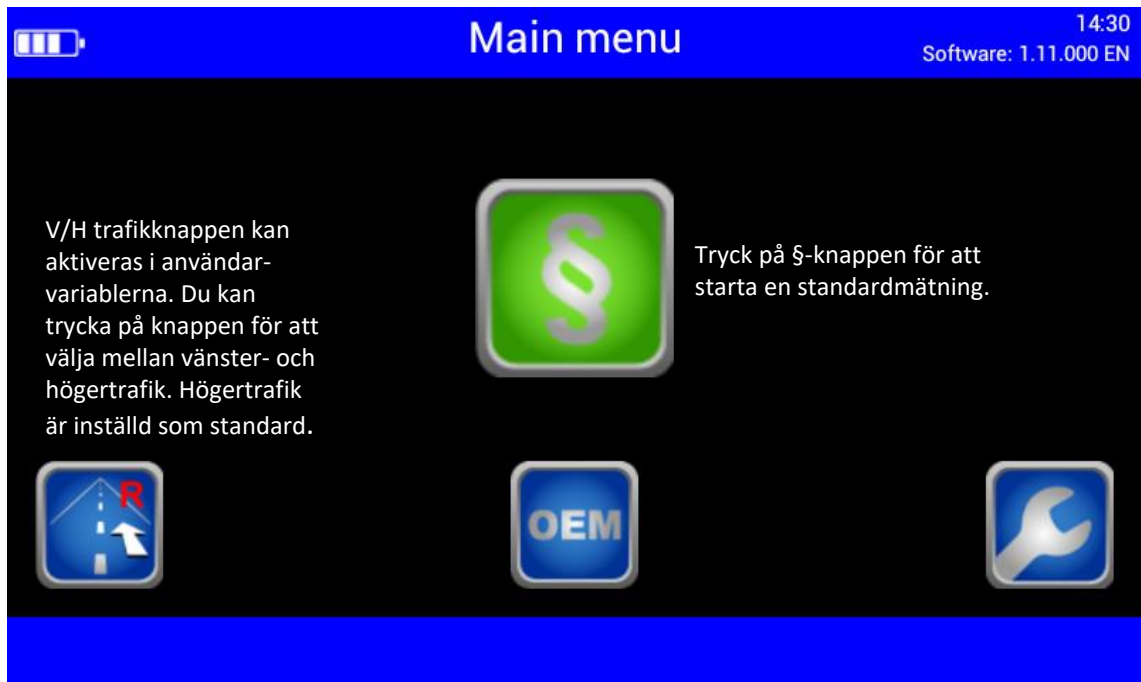 Main menu
14:30
Software: 1.11.000 EN
V/H trafikknappen kan
aktiveras i användar-
variablerna. Du kan
trycka på knappen för att
välja mellan vänster- och
högertrafik. Högertrafik
är inställd som standard.
§
Tryck på §-knappen för att
starta en standardmätning.
R
OEM